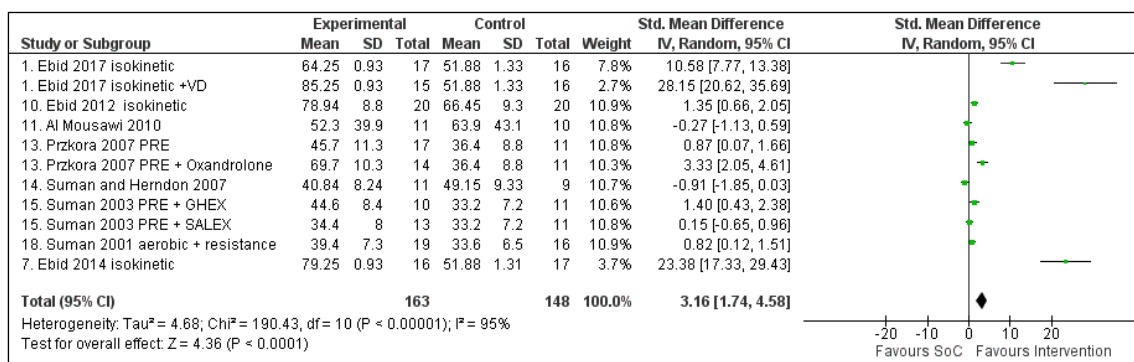 Experimental Control Std. Mean Difference Std. Mean Difference
Study or Subgroup Mean SD Total Mean SD Total Weight IV, Random, 95% CI IV, Random, 95% CI
1. Ebid 2017 isokinetic 64.25 0.93 17 51.88 1.33 16 7.8% 10.58 [7.77, 13.38]
1. Ebid 2017 isokinetic +VD 85.25 0.93 15 51.88 1.33 16 2.7% 28.15 [20.62, 35.69]
10. Ebid 2012 isokinetic 78.94 8.8 20 66.45 9.3 20 10.9% 1.35 [0.66, 2.05]
11. Al Mousawi 2010 52.3 39.9 11 63.9 43.1 10 10.8% -0.27 [-1.13, 0.59]
13. Przkora 2007 PRE 45.7 11.3 17 36.4 8.8 11 10.9% 0.87 [0.07, 1.66]
13. Przkora 2007 PRE + Oxandrolone 69.7 10.3 14 36.4 8.8 11 10.3% 3.33 [2.05, 4.61]
14. Suman and Herndon 2007 40.84 8.24 11 49.15 9.33 9 10.8% -0.91 [-1.85, 0.03]
15. Suman 2003 PRE + GHEX 44.6 8.4 10 33.2 7.2 11 10.7% 1.40 [0.43, 2.38]
15. Suman 2003 PRE + SALEX 34.4 8 13 33.2 7.2 11 10.8% 0.15 [-0.65, 0.96]
18. Suman 2001 aerobic + resistance 39.4 7.3 19 33.6 6.5 16 10.9% 0.82 [0.12, 1.51]
7. Ebid 2014 isokinetic 79.25 0.93 16 51.88 1.31 17 3.7% 23.38 [17.33, 29.43]
Total (95% CI) 163 148 100.0% 3.16 [1.74, 4.58]
Heterogeneity: Tau² = 4.68; Chi² = 190.43, df = 10 (P < 0.00001); I² = 95%
Test for overall effect: Z = 4.36 (P < 0.0001)
-20 -10 0 10 20
Favours SoC Favours Intervention